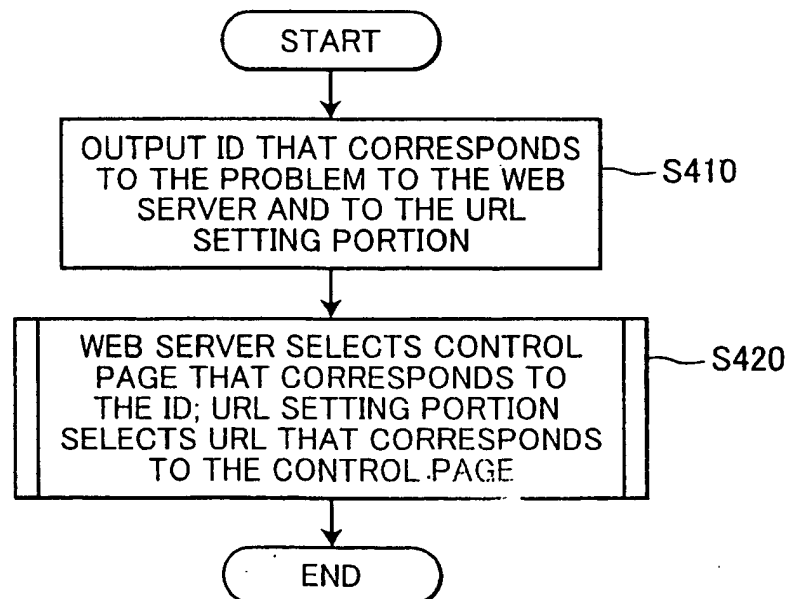 START
OUTPUT ID THAT CORRESPONDS
TO THE PROBLEM TO THE WEB
SERVER AND TO THE URL
SETTING PORTION
S410
WEB SERVER SELECTS CONTROL
PAGE THAT CORRESPONDS TO
THE ID; URL SETTING PORTION
SELECTS URL THAT CORRESPONDS
TO THE CONTROL PAGE
S420
END